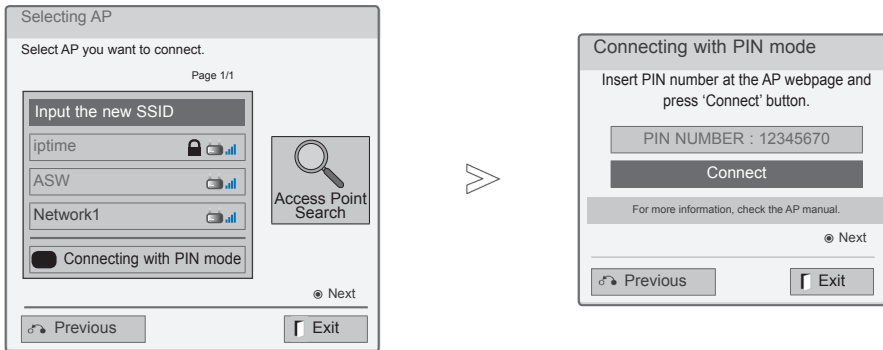 Selecting AP
Select AP you want to connect.
Page 1/1
Input the new SSID
iptime
ASW
Network1
Connecting with PIN mode
Access Point
Search
Next
Previous
Exit
Connecting with PIN mode
Insert PIN number at the AP webpage and
press ‘Connect’ button.
PIN NUMBER : 12345670
Connect
For more information, check the AP manual.
Next
Previous
Exit